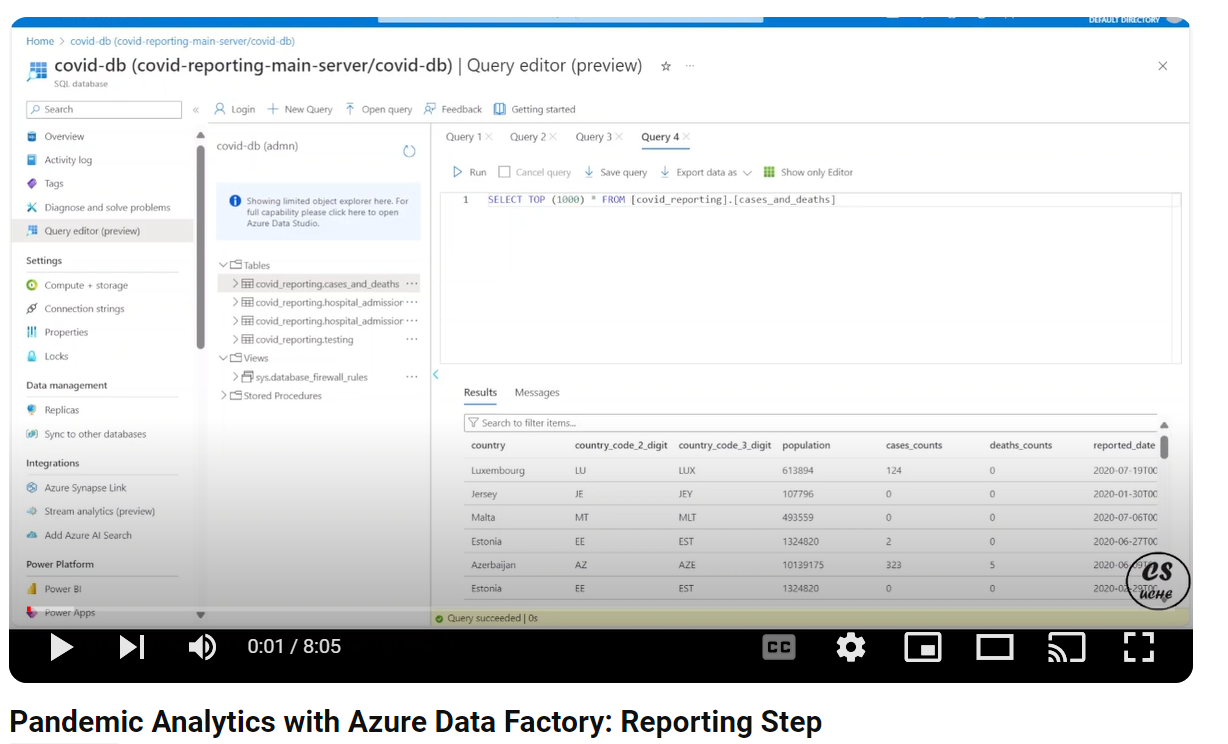 DEFAULT DIRECTORY
Home > covid-db (covid-reporting-main-server/covid-db)
covid-db (covid-reporting-main-server/covid-db) | Query editor (preview) ☆ ...
SQL database
Search « Login + New Query Open query Feedback Getting started
Overview
Activity log
Tags
Diagnose and solve problems
Query editor (preview)
Settings
Compute + storage
Connection strings
Properties
Locks
Data management
Replicas
Sync to other databases
Integrations
Azure Synapse Link
Stream analytics (preview)
Add Azure AI Search
Power Platform
Power BI
Power Apps
covid-db (admn)
Showing limited object explorer here. For
full capability please click here to open
Azure Data Studio.
Tables
covid_reporting.cases_and_deaths ...
covid_reporting.hospital_admission ...
covid_reporting.hospital_admission ...
covid_reporting.testing ...
Views
sys.database_firewall_rules ...
Stored Procedures
Query 1 × Query 2 × Query 3 × Query 4 ×
Run Cancel query Save query Export data as Show only Editor
1 SELECT TOP (1000) * FROM [covid_reporting].[cases_and_deaths]
Results Messages
Search to filter items...
country country_code_2_digit country_code_3_digit population cases_counts deaths_counts reported_date
Luxembourg LU LUX 613894 124 0 2020-07-19T00
Jersey JE JEY 107796 0 0 2020-01-30T00
Malta MT MLT 493559 0 0 2020-07-06T00
Estonia EE EST 1324820 2 0 2020-06-27T00
Azerbaijan AZ AZE 10139175 323 5 2020-06-09T
Estonia EE EST 1324820 0 0 2020-02-29T00
CS
Query succeeded | 0s
0:01 / 8:05 CC
Pandemic Analytics with Azure Data Factory: Reporting Step